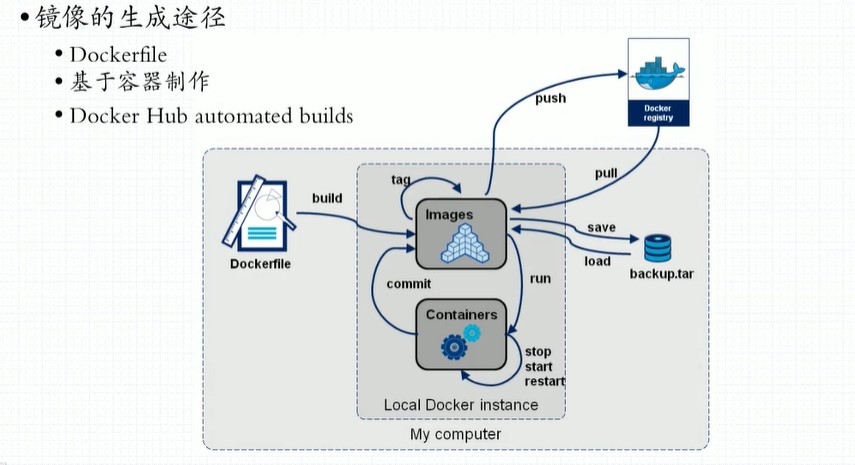 •镜像的生成途径
• Dockerfile
• 基于容器制作
• Docker Hub automated builds
push
Docker
registry
pull
tag
build
Images
save
Dockerfile
load
backup.tar
commit
run
Containers
stop
start
restart
Local Docker instance
My computer